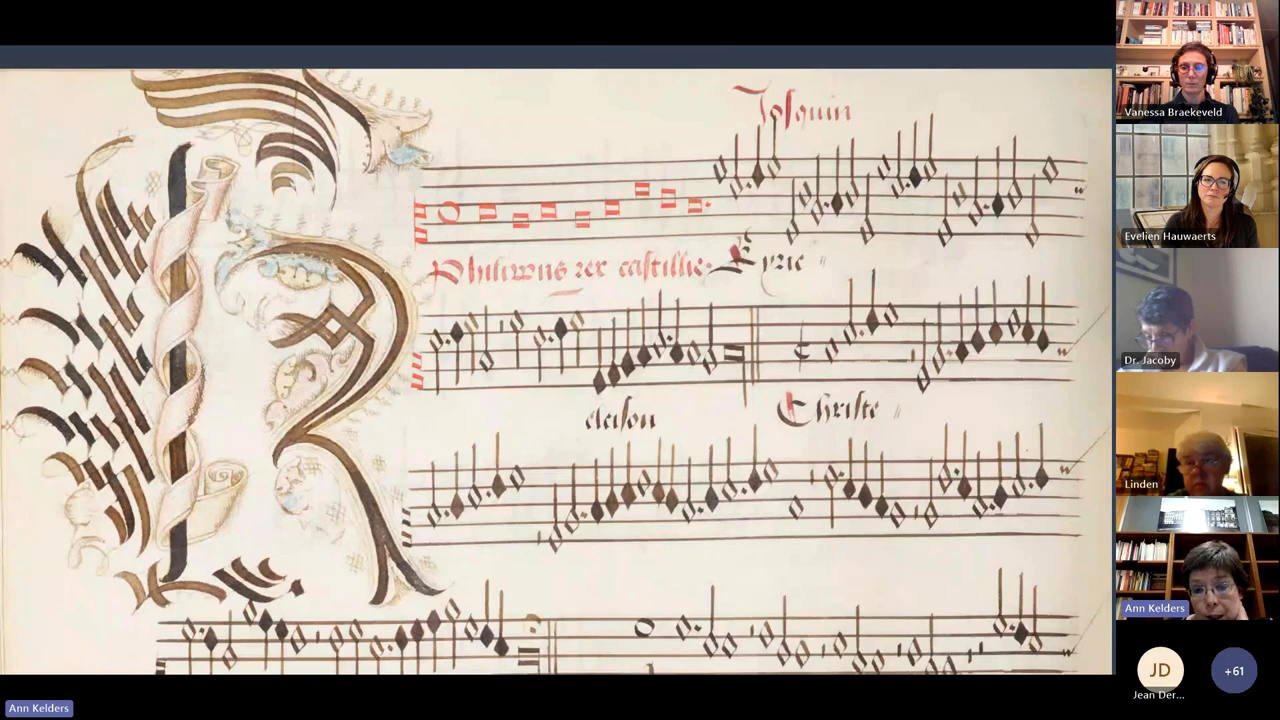 Josquin
Philippus rex castillie. Kyrie
eleison Christe
Vanessa Braekeveld
Evelien Hauwaerts
Dr. Jacoby
Linden
Ann Kelders
JD
Jean Der...
+61
Ann Kelders